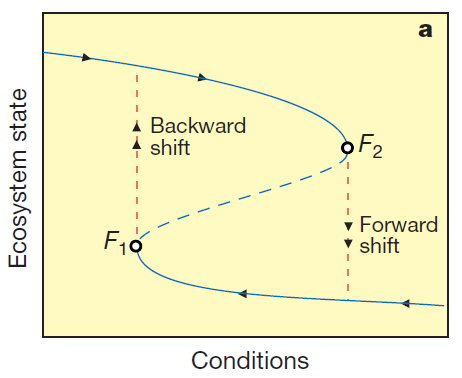 a
Ecosystem state
Backward
shift
F2
F1
Forward
shift
Conditions